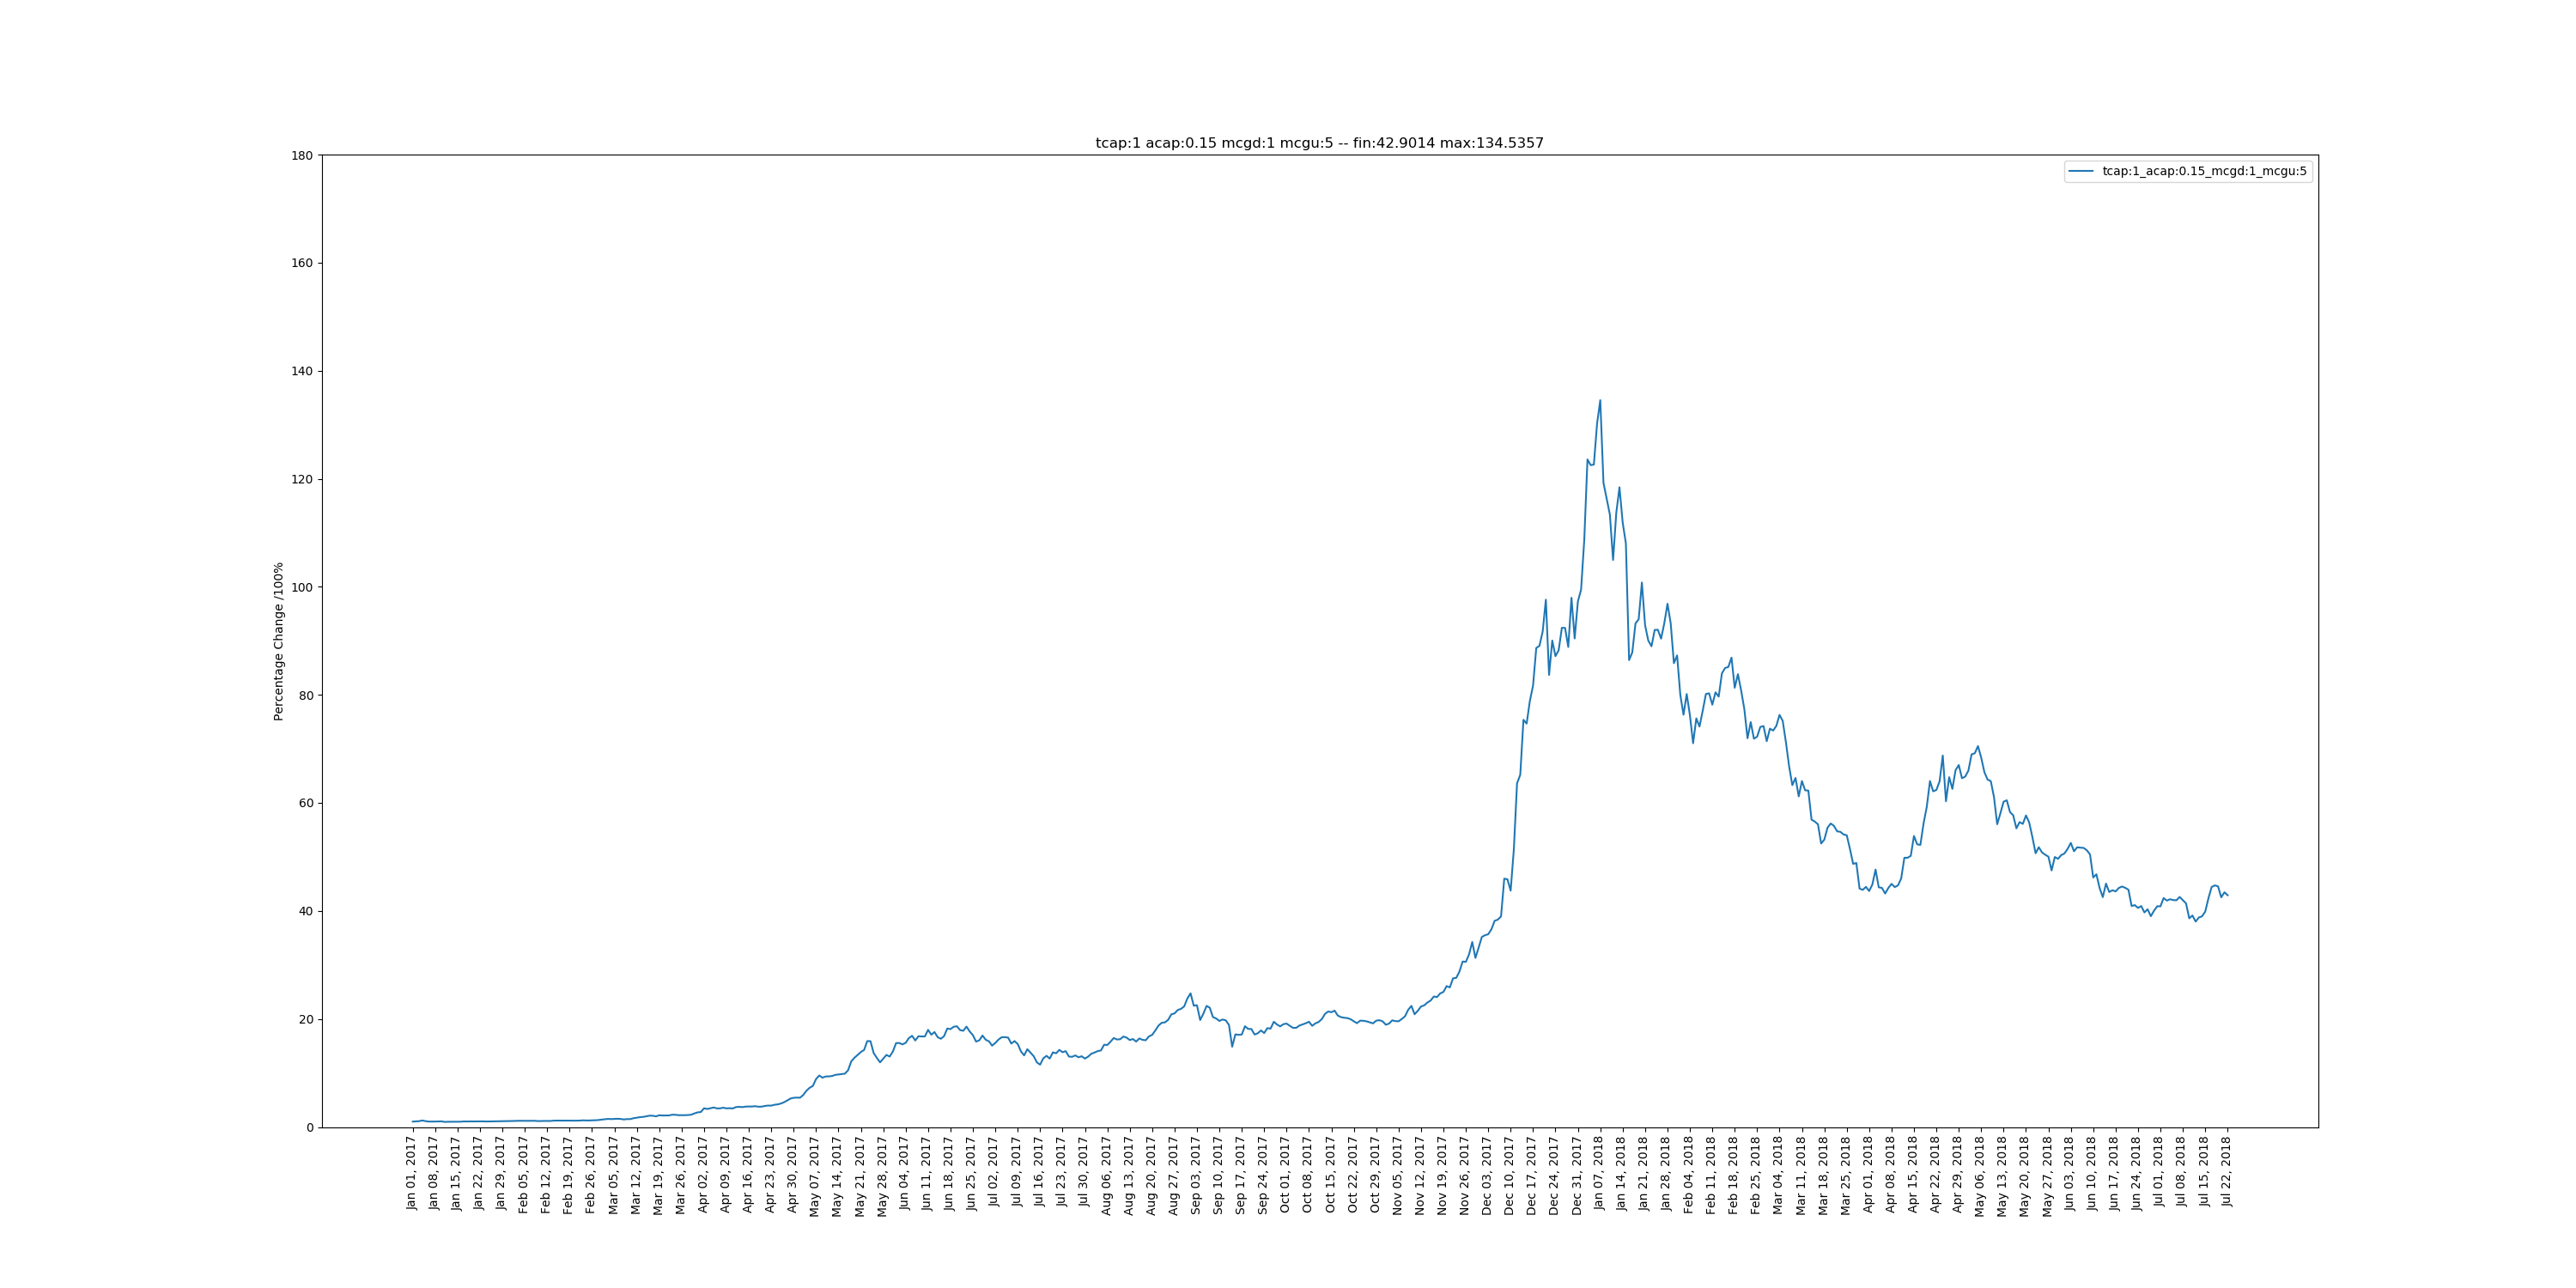 tcap:1 acap:0.15 mcgd:1 mcgu:5 -- fin:42.9014 max:134.5357
tcap:1_acap:0.15_mcgd:1_mcgu:5
Percentage Change /100%
180
160
140
120
100
80
60
40
20
0
Jan 01, 2017
Jan 08, 2017
Jan 15, 2017
Jan 22, 2017
Jan 29, 2017
Feb 05, 2017
Feb 12, 2017
Feb 19, 2017
Feb 26, 2017
Mar 05, 2017
Mar 12, 2017
Mar 19, 2017
Mar 26, 2017
Apr 02, 2017
Apr 09, 2017
Apr 16, 2017
Apr 23, 2017
Apr 30, 2017
May 07, 2017
May 14, 2017
May 21, 2017
May 28, 2017
Jun 04, 2017
Jun 11, 2017
Jun 18, 2017
Jun 25, 2017
Jul 02, 2017
Jul 09, 2017
Jul 16, 2017
Jul 23, 2017
Jul 30, 2017
Aug 06, 2017
Aug 13, 2017
Aug 20, 2017
Aug 27, 2017
Sep 03, 2017
Sep 10, 2017
Sep 17, 2017
Sep 24, 2017
Oct 01, 2017
Oct 08, 2017
Oct 15, 2017
Oct 22, 2017
Oct 29, 2017
Nov 05, 2017
Nov 12, 2017
Nov 19, 2017
Nov 26, 2017
Dec 03, 2017
Dec 10, 2017
Dec 17, 2017
Dec 24, 2017
Dec 31, 2017
Jan 07, 2018
Jan 14, 2018
Jan 21, 2018
Jan 28, 2018
Feb 04, 2018
Feb 11, 2018
Feb 18, 2018
Feb 25, 2018
Mar 04, 2018
Mar 11, 2018
Mar 18, 2018
Mar 25, 2018
Apr 01, 2018
Apr 08, 2018
Apr 15, 2018
Apr 22, 2018
Apr 29, 2018
May 06, 2018
May 13, 2018
May 20, 2018
May 27, 2018
Jun 03, 2018
Jun 10, 2018
Jun 17, 2018
Jun 24, 2018
Jul 01, 2018
Jul 08, 2018
Jul 15, 2018
Jul 22, 2018